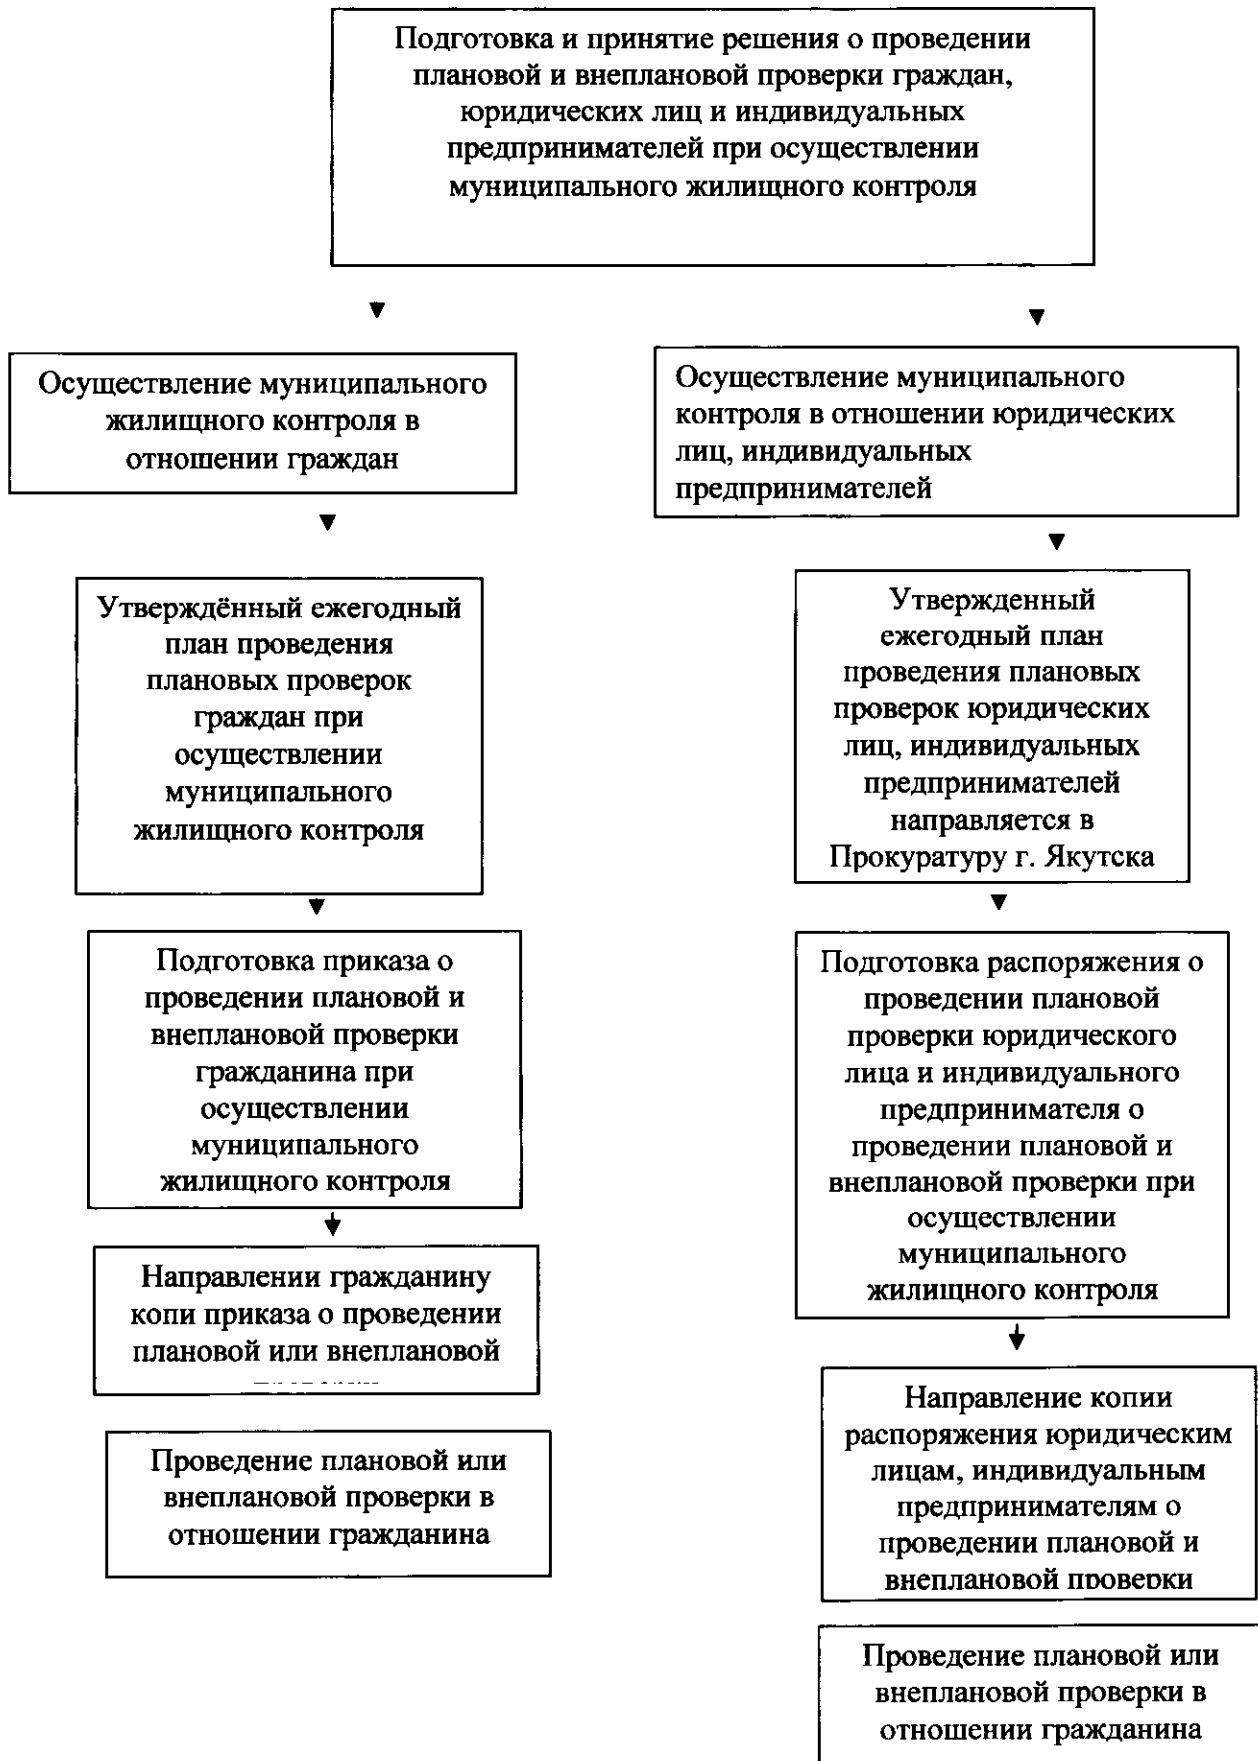 Подготовка и принятие решения о проведении
плановой и внеплановой проверки граждан,
юридических лиц и индивидуальных
предпринимателей при осуществлении
муниципального жилищного контроля
Осуществление муниципального
жилищного контроля в
отношении граждан
Утверждённый ежегодный
план проведения
плановых проверок
граждан при
осуществлении
муниципального
жилищного контроля
Подготовка приказа о
проведении плановой и
внеплановой проверки
гражданина при
осуществлении
муниципального
жилищного контроля
Направлении гражданину
копи приказа о проведении
плановой или внеплановой
Проведение плановой или
внеплановой проверки в
отношении гражданина
Осуществление муниципального
контроля в отношении юридических
лиц, индивидуальных
предпринимателей
Утвержденный
ежегодный план
проведения плановых
проверок юридических
лиц, индивидуальных
предпринимателей
направляется в
Прокуратуру г. Якутска
Подготовка распоряжения о
проведении плановой
проверки юридического
лица и индивидуального
предпринимателя о
проведении плановой и
внеплановой проверки при
осуществлении
муниципального
жилищного контроля
Направление копии
распоряжения юридическим
лицам, индивидуальным
предпринимателям о
проведении плановой и
внеплановой проверки
Проведение плановой или
внеплановой проверки в
отношении гражданина